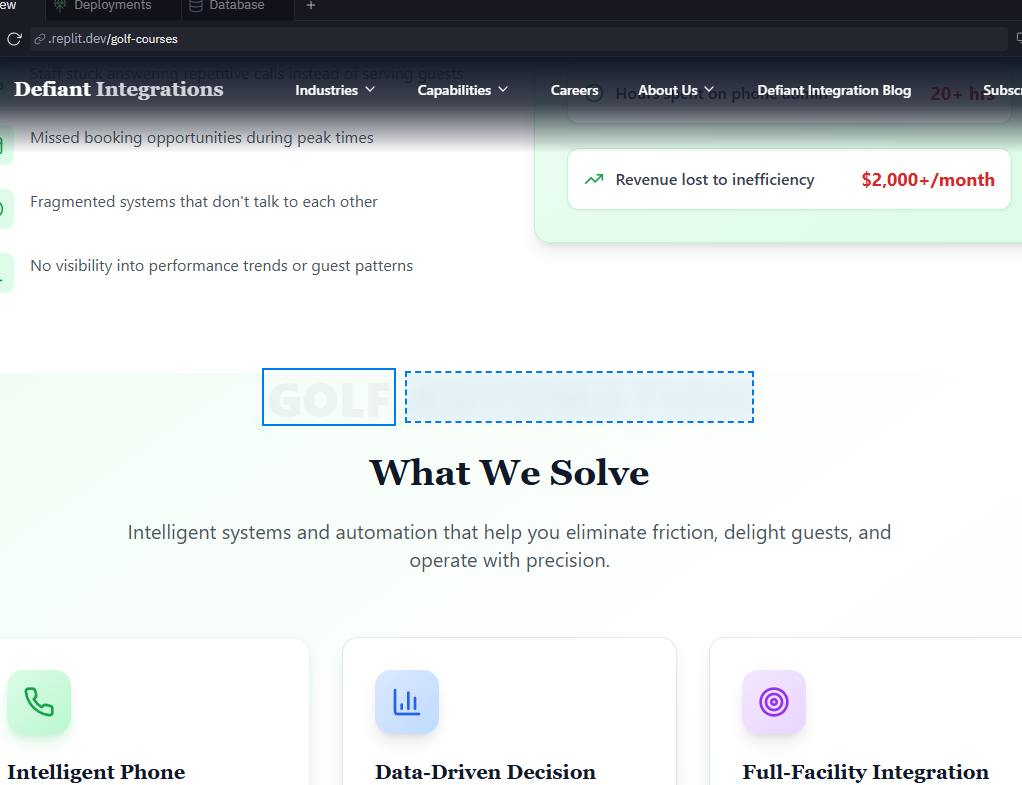 ew
Deployments
Database
+
.replit.dev/golf-courses
Staff stuck answering repetitive calls instead of serving guests
Defiant Integrations
Industries
Capabilities
Careers
About Us
Defiant Integration Blog
Subsc
Hours spent on phone admin
20+ hrs
Missed booking opportunities during peak times
Revenue lost to inefficiency
$2,000+/month
Fragmented systems that don't talk to each other
No visibility into performance trends or guest patterns
GOLF
What We Solve
Intelligent systems and automation that help you eliminate friction, delight guests, and
operate with precision.
Intelligent Phone
Data-Driven Decision
Full-Facility Integration